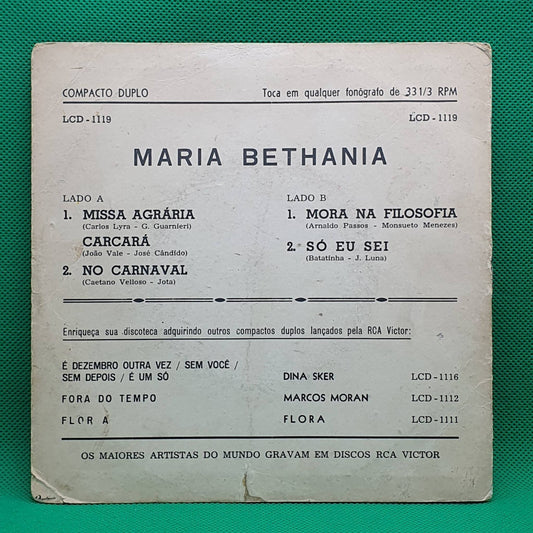 COMPACTO DUPLO Toca em qualquer fonógrafo de 331/3 RPM
LCD - 1119 LCD - 1119
MARIA BETHANIA
LADO A
1. MISSA AGRÁRIA
(Carlos Lyra - G. Guarnieri)
CARCARÁ
(João Vale - José Cândido)
2. NO CARNAVAL
(Caetano Velloso - Jota)
LADO B
1. MORA NA FILOSOFIA
(Arnaldo Passos - Monsueto Menezes)
2. SÓ EU SEI
(Batatinha - J. Luna)
Enriqueça sua discoteca adquirindo outros compactos duplos lançados pela RCA Victor:
É DEZEMBRO OUTRA VEZ / SEM VOCÊ /
SEM DEPOIS / É UM SÓ DINA SKER LCD - 1116
FORA DO TEMPO MARCOS MORAN LCD - 1112
FLOR A FLORA LCD - 1111
OS MAIORES ARTISTAS DO MUNDO GRAVAM EM DISCOS RCA VICTOR